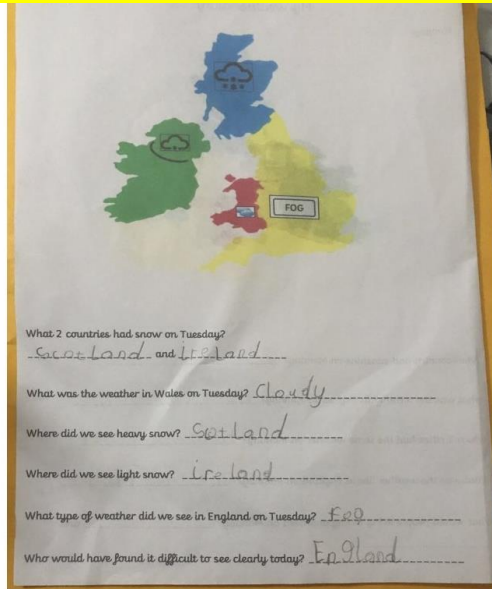 FOG
What 2 countries had snow on Tuesday?
Scotland and ireland
What was the weather in Wales on Tuesday? Cloudy
Where did we see heavy snow? Scotland
Where did we see light snow? ireland
What type of weather did we see in England on Tuesday? Fog
Who would have found it difficult to see clearly today? England